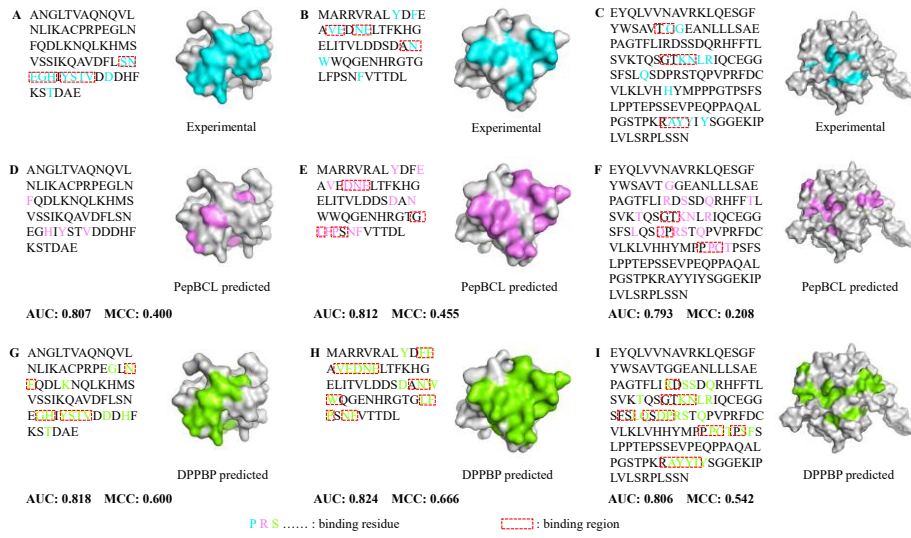 A
ANGLTVAQNQVL
NLIKACPRPEGLN
FQDLKNQLKHMS
VSSIKQAVDFLSN
EGHIYSTVDDDHF
KSTDAE
Experimental
B
MARRVRALYDFE
AVEDNELTFKHG
ELITVLDDSDAN
WWQGENHRGTG
LFPSNFVTTDL
Experimental
C
EYQLVVNAVRKLQESGF
YWSAVTGGEANLLLSAE
PAGTFLIRDSSDQRHFFTL
SVKTQSGTKNLRIQCEGG
SFSLQSDPRSTQPVPRFDC
VLKLVHHYMPPPGTPSFS
LPPTEPSSEVPEQPPAQAL
PGSTPKRAYYIYSGGEKIP
LVLSRPLSSN
Experimental
D
ANGLTVAQNQVL
NLIKACPRPEGLN
FQDLKNQLKHMS
VSSIKQAVDFLSN
EGHIYSTVDDDHF
KSTDAE
PepBCL predicted
AUC: 0.807 MCC: 0.400
E
MARRVRALYDFE
AVEDNELTFKHG
ELITVLDDSDAN
WWQGENHRGTG
LFPSNFVTTDL
PepBCL predicted
AUC: 0.812 MCC: 0.455
F
EYQLVVNAVRKLQESGF
YWSAVTGGEANLLLSAE
PAGTFLIRDSSDQRHFFTL
SVKTQSGTKNLRIQCEGG
SFSLQSDPRSTQPVPRFDC
VLKLVHHYMPPPGTPSFS
LPPTEPSSEVPEQPPAQAL
PGSTPKRAYYIYSGGEKIP
LVLSRPLSSN
PepBCL predicted
AUC: 0.793 MCC: 0.208
G
ANGLTVAQNQVL
NLIKACPRPEGLN
FQDLKNQLKHMS
VSSIKQAVDFLSN
EGHIYSTVDDDHF
KSTDAE
DPPBP predicted
AUC: 0.818 MCC: 0.600
H
MARRVRALYDFE
AVEDNELTFKHG
ELITVLDDSDANW
WQGENHRGTGLF
PSNFVTTDL
DPPBP predicted
AUC: 0.824 MCC: 0.666
I
EYQLVVNAVRKLQESGF
YWSAVTGGEANLLLSAE
PAGTFLIRDSSDQRHFFTL
SVKTQSGTKNLRIQCEGG
SFSLQSDPRSTQPVPRFDC
VLKLVHHYMPPPGTPSFS
LPPTEPSSEVPEQPPAQAL
PGSTPKRAYYIYSGGEKIP
LVLSRPLSSN
DPPBP predicted
AUC: 0.806 MCC: 0.542
P R S ...... : binding residue
: binding region